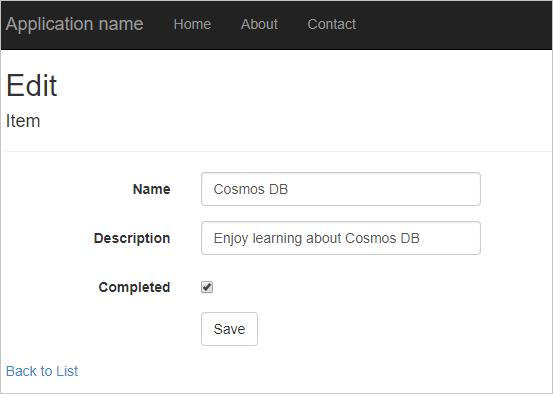 Application name Home About Contact
Edit
Item
Name Cosmos DB
Description Enjoy learning about Cosmos DB
Completed
Save
Back to List